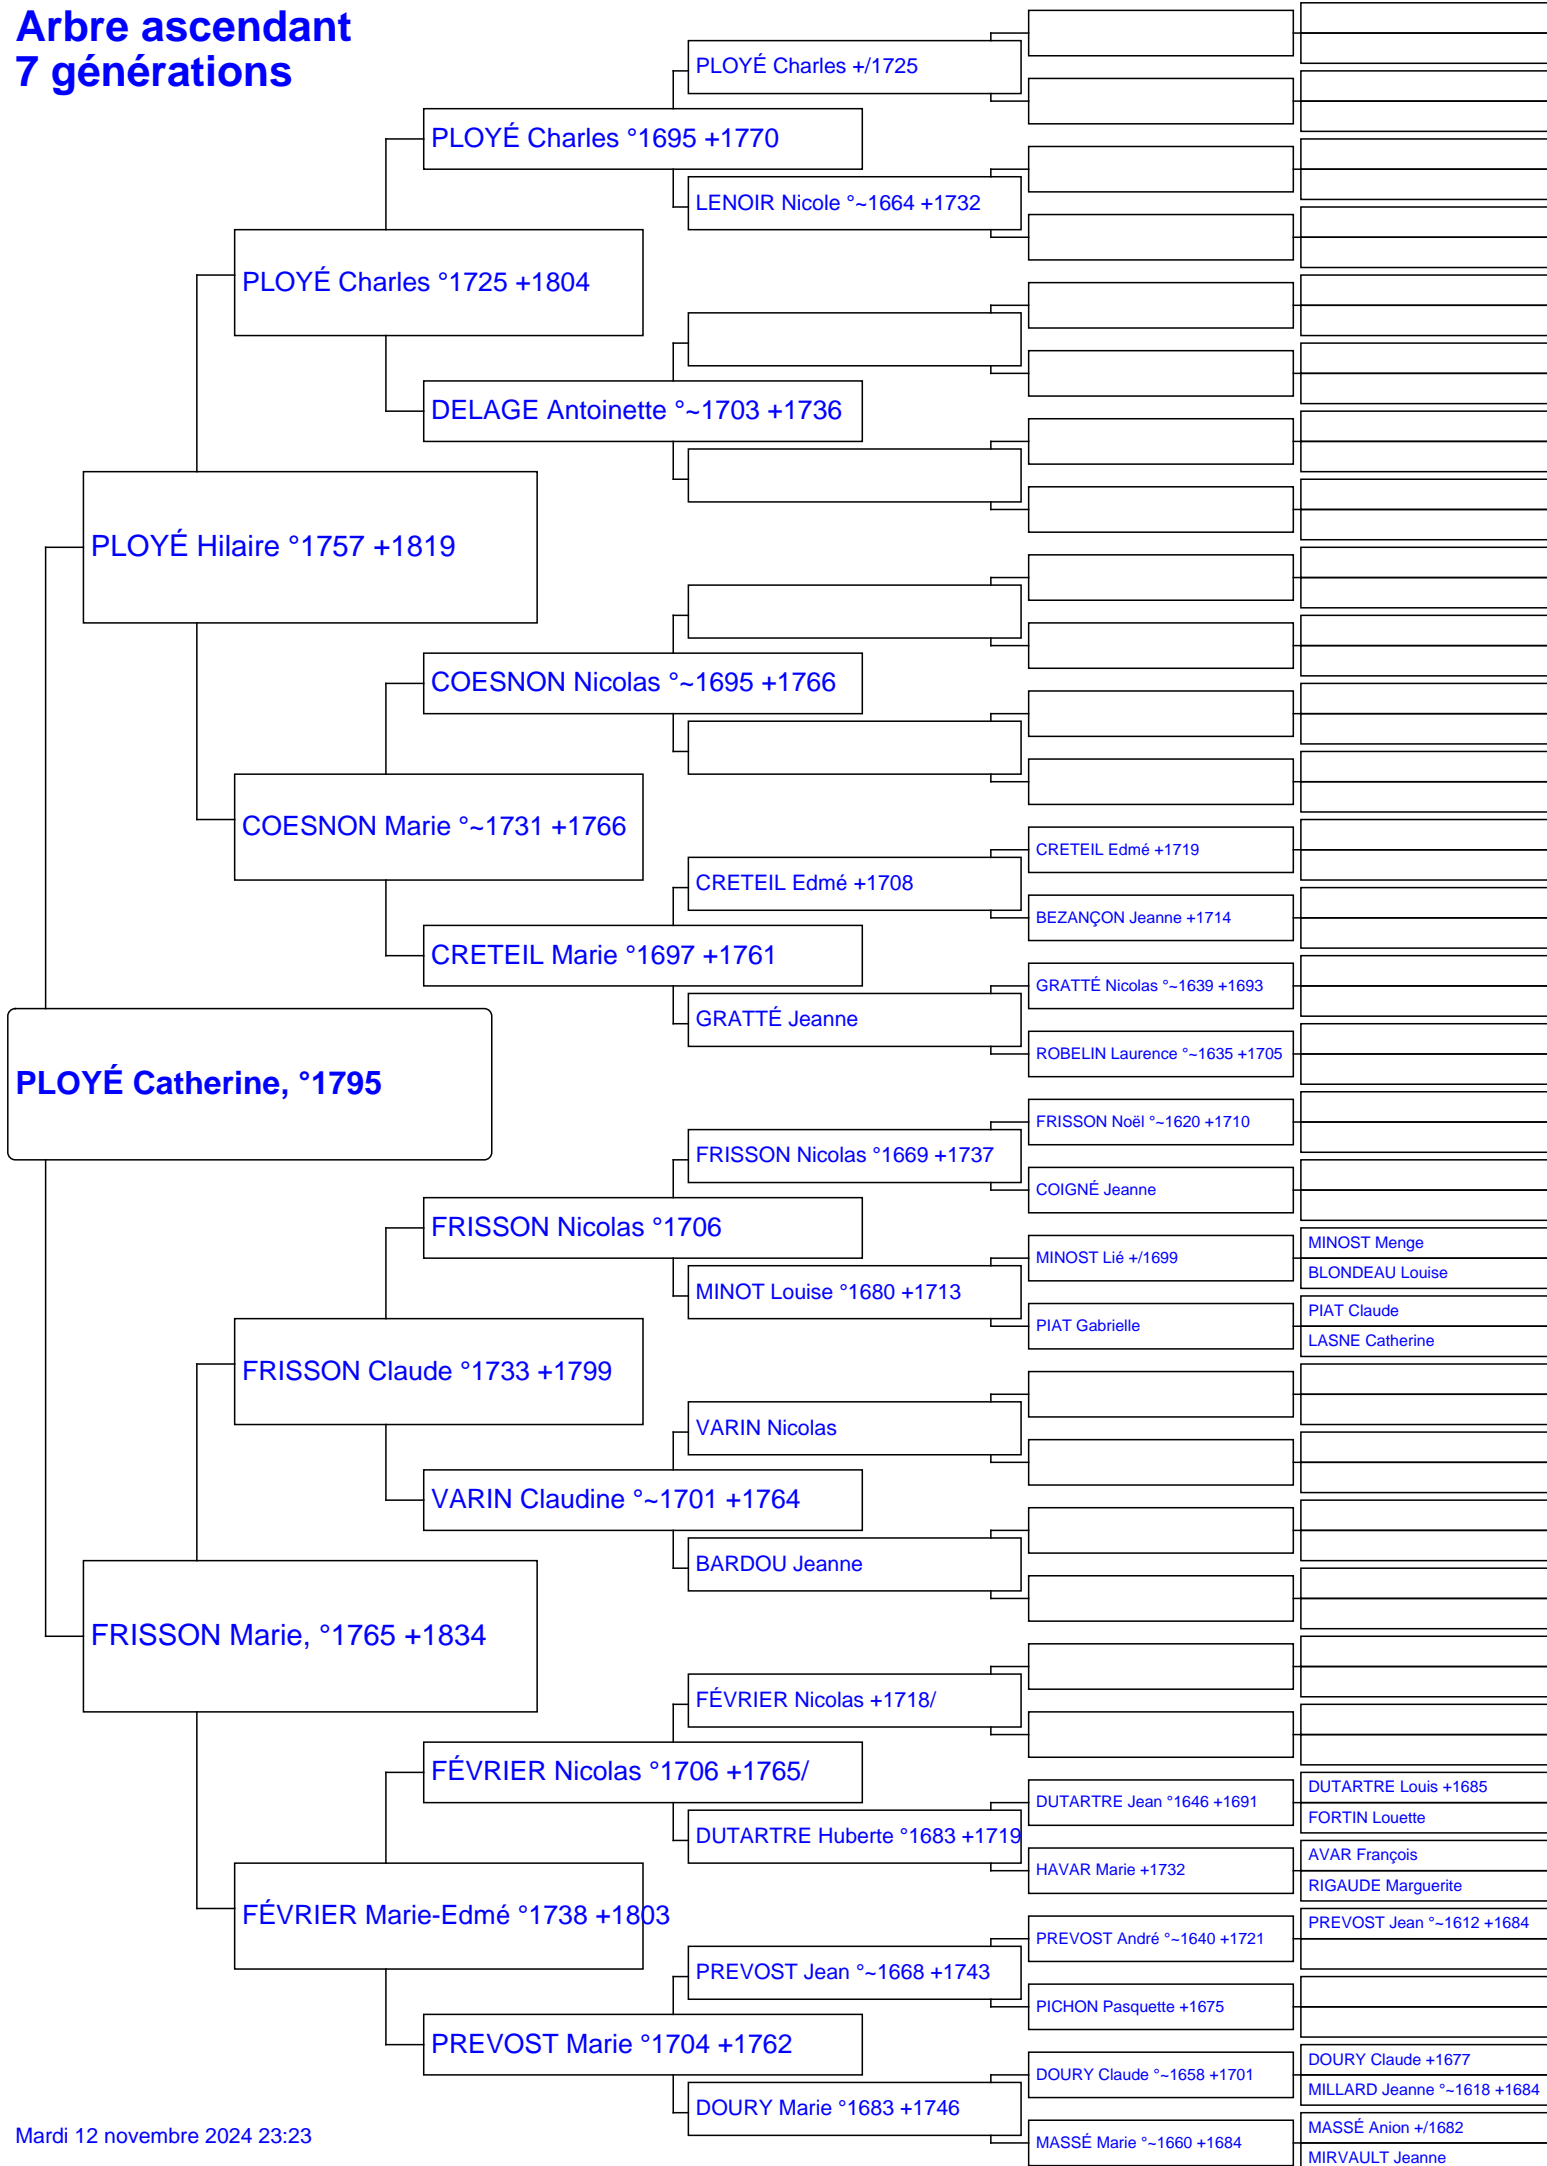 Arbre ascendant
7 générations
PLOYÉ Charles +/1725
PLOYÉ Charles °1695 +1770
LENOIR Nicole °~1664 +1732
PLOYÉ Charles °1725 +1804
DELAGE Antoinette °~1703 +1736
PLOYÉ Hilaire °1757 +1819
COESNON Nicolas °~1695 +1766
COESNON Marie °~1731 +1766
CRETEIL Edmé +1719
CRETEIL Edmé +1708
BEZANÇON Jeanne +1714
CRETEIL Marie °1697 +1761
GRATTÉ Nicolas °~1639 +1693
GRATTÉ Jeanne
ROBELIN Laurence °~1635 +1705
PLOYÉ Catherine, °1795
FRISSON Noël °~1620 +1710
FRISSON Nicolas °1669 +1737
COIGNÉ Jeanne
FRISSON Nicolas °1706
MINOST Menge
MINOST Lié +/1699
BLONDEAU Louise
MINOT Louise °1680 +1713
PIAT Claude
PIAT Gabrielle
LASNE Catherine
FRISSON Claude °1733 +1799
VARIN Nicolas
VARIN Claudine °~1701 +1764
BARDOU Jeanne
FRISSON Marie, °1765 +1834
FÉVRIER Nicolas +1718/
FÉVRIER Nicolas °1706 +1765/
DUTARTRE Louis +1685
DUTARTRE Jean °1646 +1691
FORTIN Louette
DUTARTRE Huberte °1683 +1719
AVAR François
HAVAR Marie +1732
RIGAUDE Marguerite
FÉVRIER Marie-Edmé °1738 +1803
PREVOST Jean °~1612 +1684
PREVOST André °~1640 +1721
PREVOST Jean °~1668 +1743
PICHON Pasquette +1675
PREVOST Marie °1704 +1762
DOURY Claude +1677
DOURY Claude °~1658 +1701
MILLARD Jeanne °~1618 +1684
DOURY Marie °1683 +1746
MASSÉ Anion +/1682
MASSÉ Marie °~1660 +1684
MIRVAULT Jeanne
Mardi 12 novembre 2024 23:23